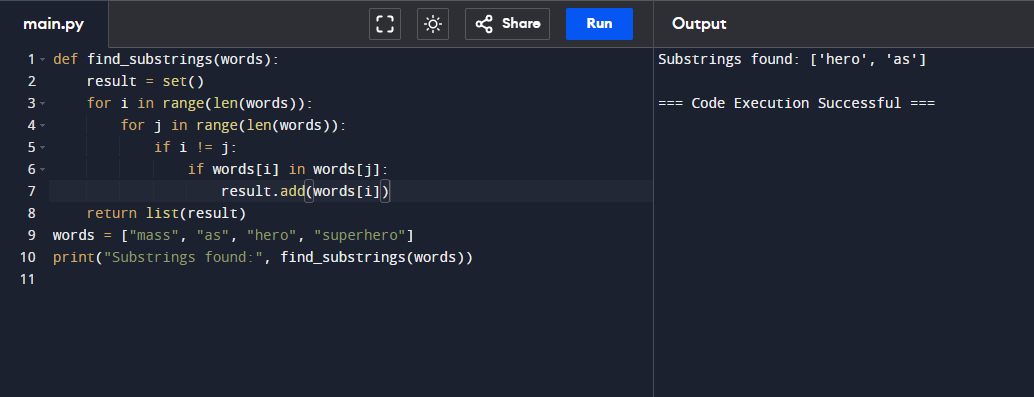 main.py
Share
Run
Output
1 def find_substrings(words):
2     result = set()
3     for i in range(len(words)):
4         for j in range(len(words)):
5             if i != j:
6                 if words[i] in words[j]:
7                     result.add(words[i])
8     return list(result)
9 words = ["mass", "as", "hero", "superhero"]
10 print("Substrings found:", find_substrings(words))
11
Substrings found: ['hero', 'as']
=== Code Execution Successful ===